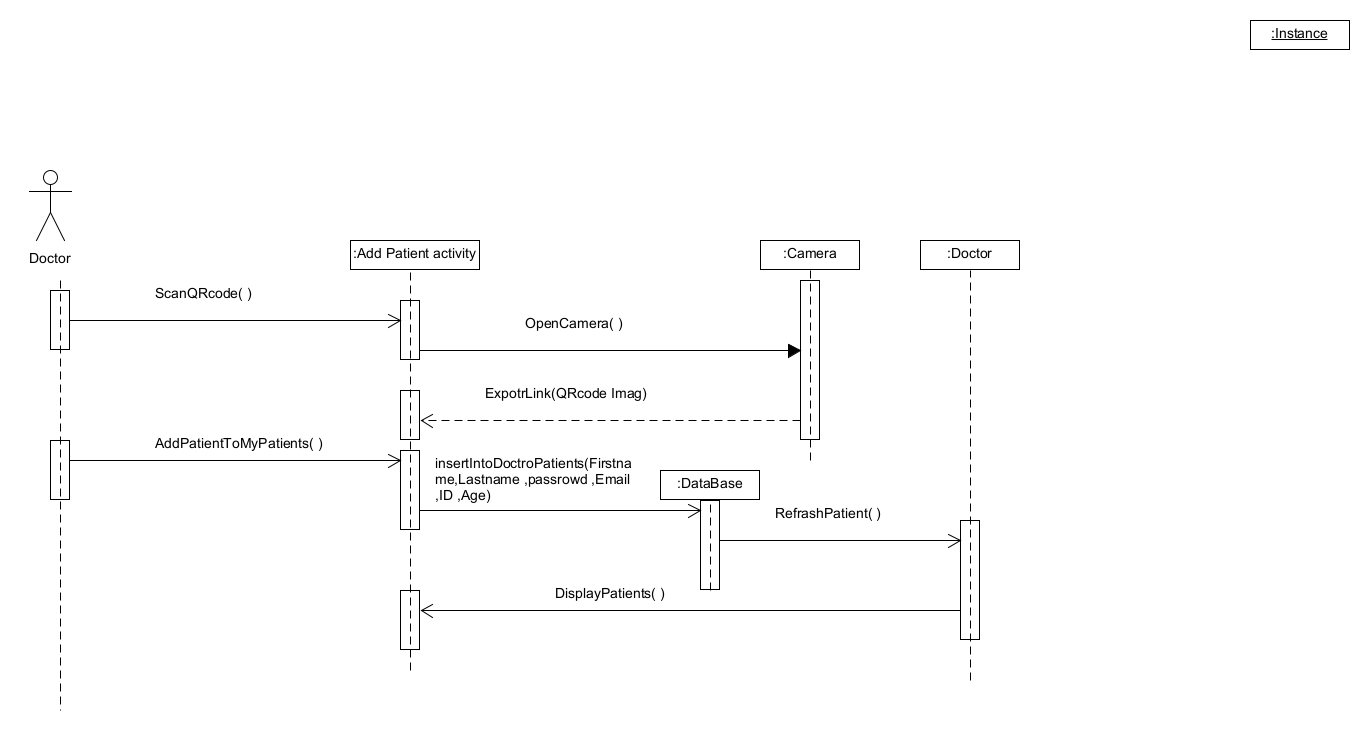 :Instance
Doctor
:Add Patient activity
:Camera
:Doctor
ScanQRcode( )
OpenCamera( )
ExpotrLink(QRcode Imag)
AddPatientToMyPatients( )
insertIntoDoctroPatients(Firstna
me,Lastname ,passrowd ,Email
,ID ,Age)
:DataBase
RefrashPatient( )
DisplayPatients( )